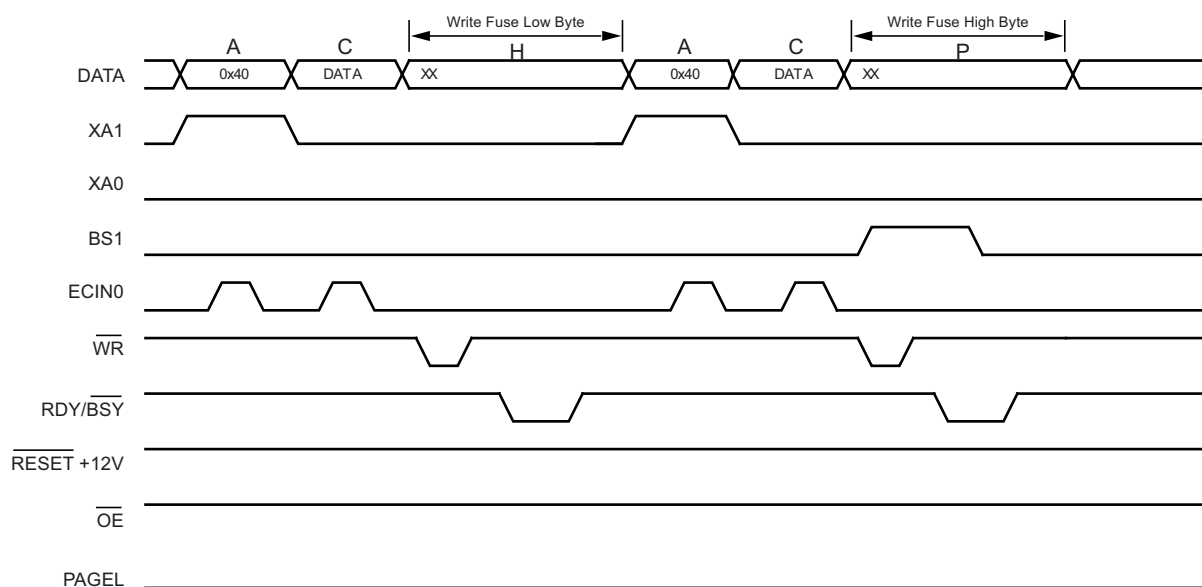 Write Fuse Low Byte
Write Fuse High Byte
A C H A C P
DATA 0x40 DATA XX 0x40 DATA XX
XA1
XA0
BS1
ECIN0
WR
RDY/BSY
RESET +12V
OE
PAGEL